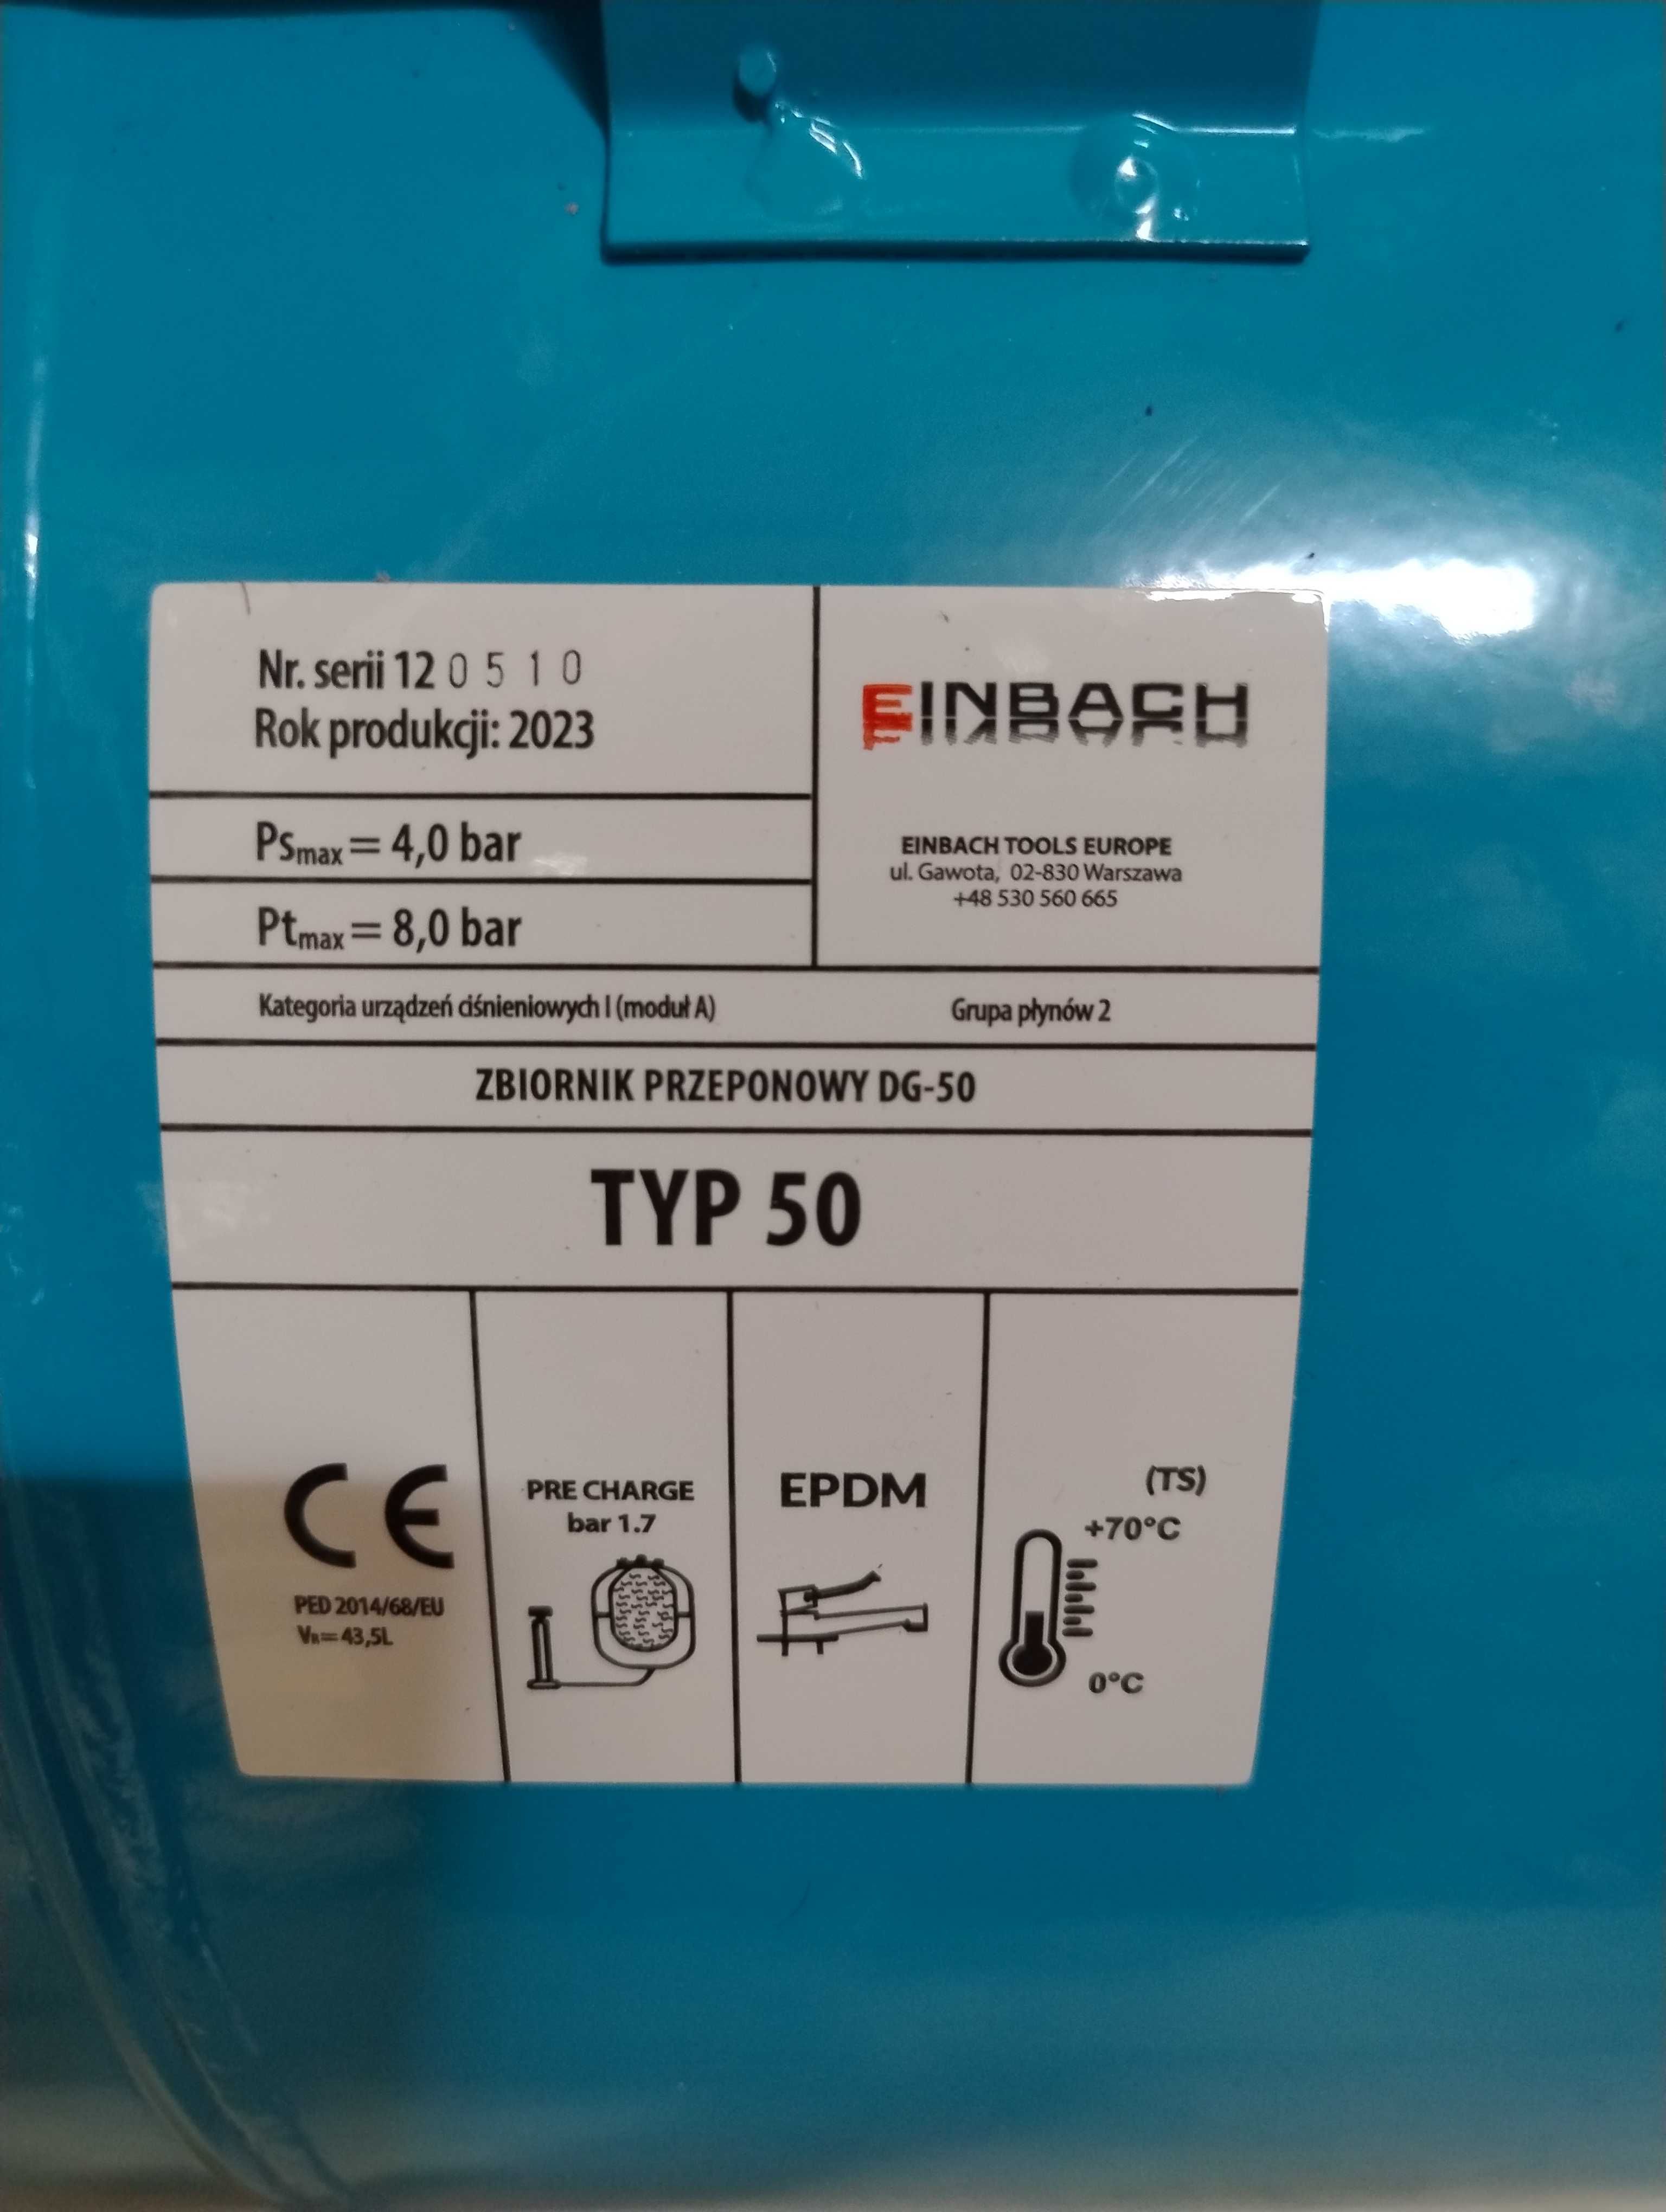 Nr. serii 12 0 5 1 0
Rok produkcji: 2023
Psmax = 4,0 bar
Ptmax = 8,0 bar
EINBACH
EINBACH TOOLS EUROPE
ul. Gawota, 02-830 Warszawa
+48 530 560 665
Kategoria urządzeń ciśnieniowych I (moduł A)
Grupa płynów 2
ZBIORNIK PRZEPONOWY DG-50
TYP 50
CE
PED 2014/68/EU
VR= 43,5L
PRE CHARGE
bar 1.7
EPDM
(TS)
+70°C
0°C